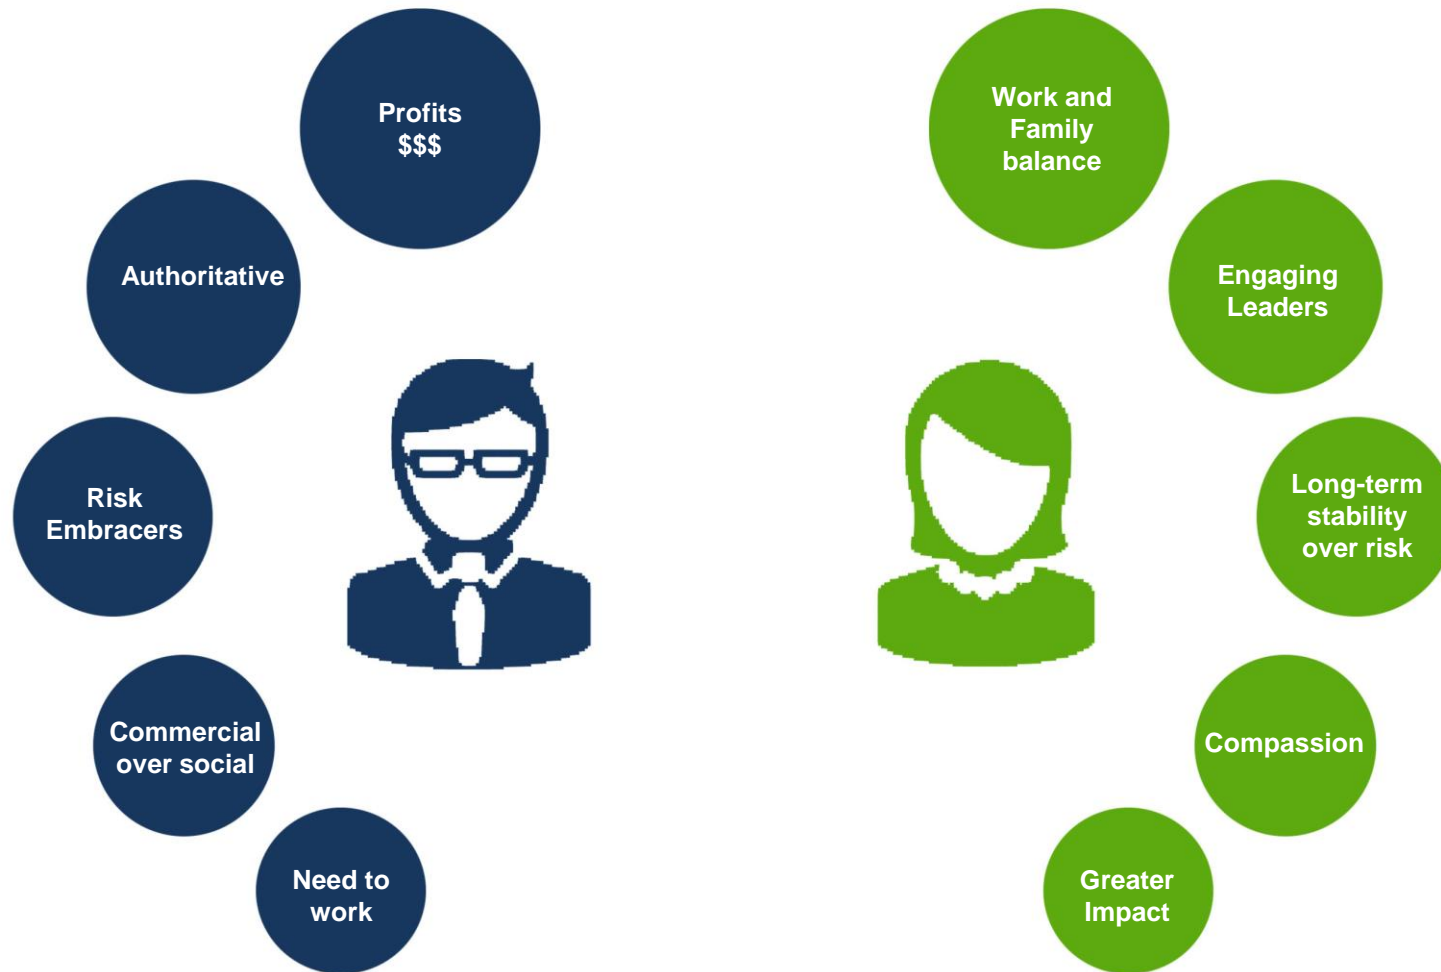 Profits
$$$
Authoritative
Risk
Embracers
Commercial
over social
Need to
work
Work and
Family
balance
Engaging
Leaders
Long-term
stability
over risk
Compassion
Greater
Impact